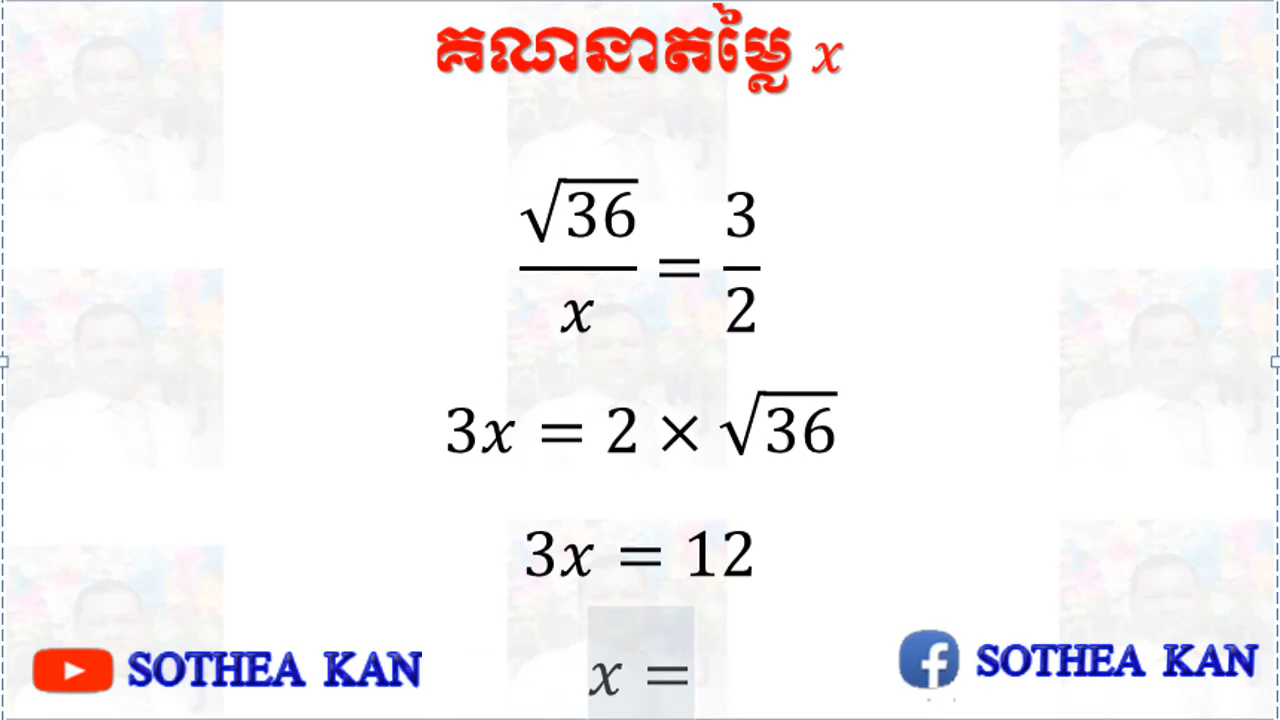 គណនាតម្លៃ x
√36/x = 3/2
3x = 2 × √36
3x = 12
x =
SOTHEA KAN
SOTHEA KAN